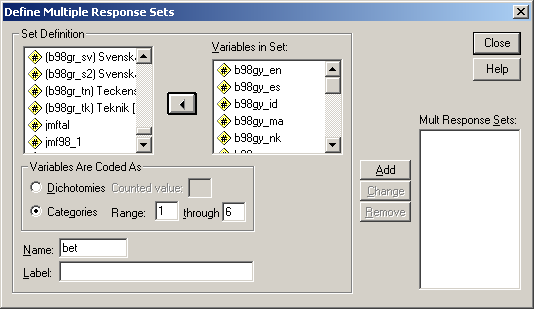 Define Multiple Response Sets
Set Definition
(b98gr_sv) Svensk
(b98gr_s2) Svensk
(b98gr_tn) Teckens
(b98gr_tk) Teknik [
jmftal
jmf98_1
Variables in Set:
b98gy_en
b98gy_es
b98gy_id
b98gy_ma
b98gy_nk
Close
Help
Mult Response Sets:
Variables Are Coded As
Dichotomies Counted value:
Categories Range: 1 through 6
Add
Change
Remove
Name: bet
Label: